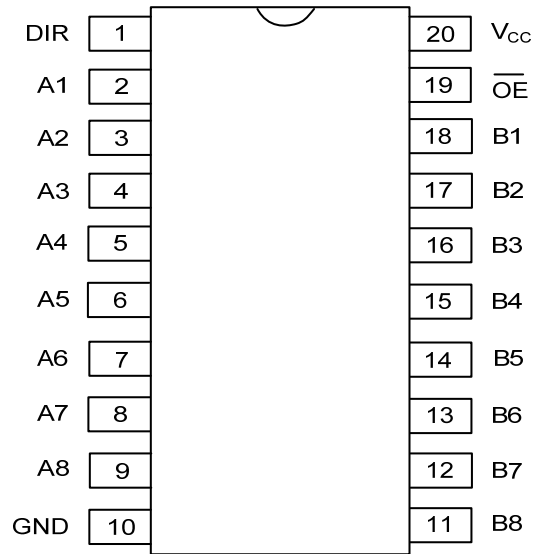 DIR 1 20 VCC
A1 2 19 O̅E̅
A2 3 18 B1
A3 4 17 B2
A4 5 16 B3
A5 6 15 B4
A6 7 14 B5
A7 8 13 B6
A8 9 12 B7
GND 10 11 B8